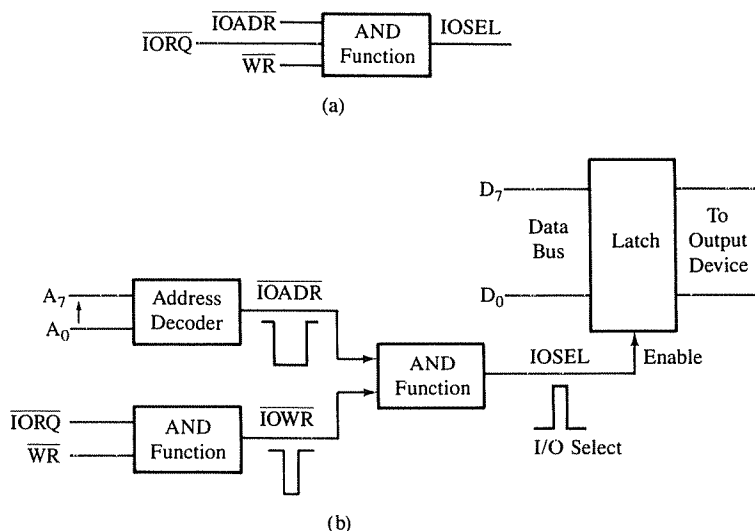 IOADR
IORQ
WR
AND
Function
IOSEL
(a)
D7
D0
Data
Bus
Latch
To
Output
Device
A7
A0
Address
Decoder
IOADR
AND
Function
IOSEL
Enable
IORQ
WR
AND
Function
IOWR
I/O Select
(b)